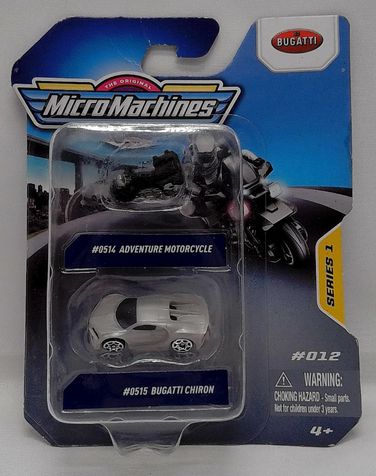 BUGATTI
THE ORIGINAL
MicroMachines
#0514 ADVENTURE MOTORCYCLE
SERIES 1
#0515 BUGATTI CHIRON
#012
WARNING:
CHOKING HAZARD - Small parts.
Not for children under 3 years.
4+